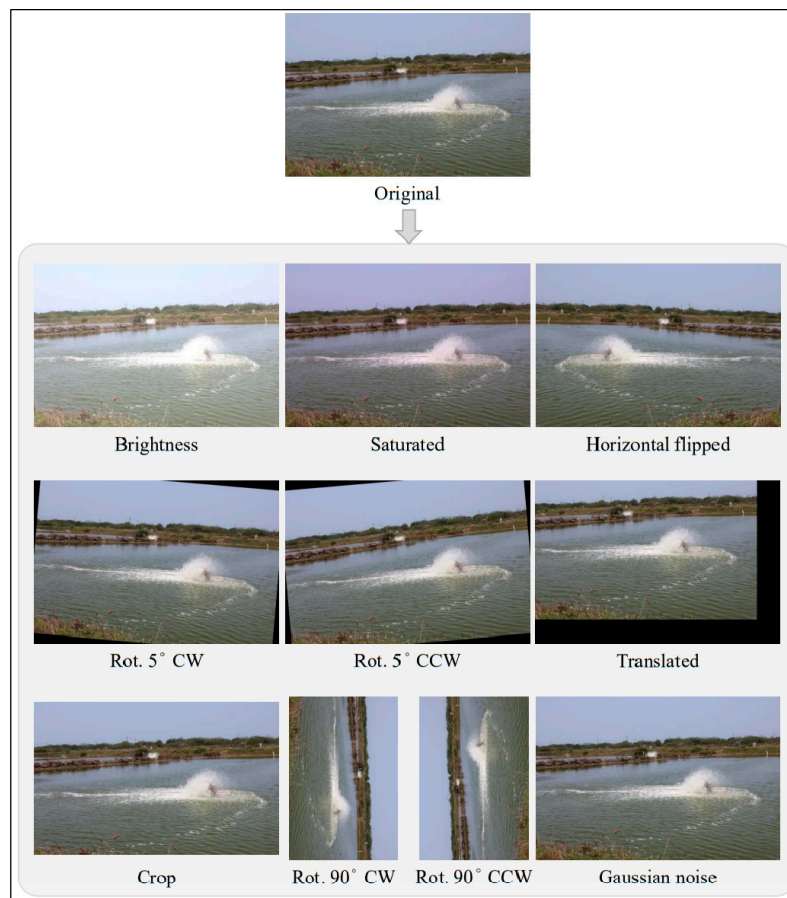 Original
Brightness
Saturated
Horizontal flipped
Rot. 5° CW
Rot. 5° CCW
Translated
Crop
Rot. 90° CW
Rot. 90° CCW
Gaussian noise